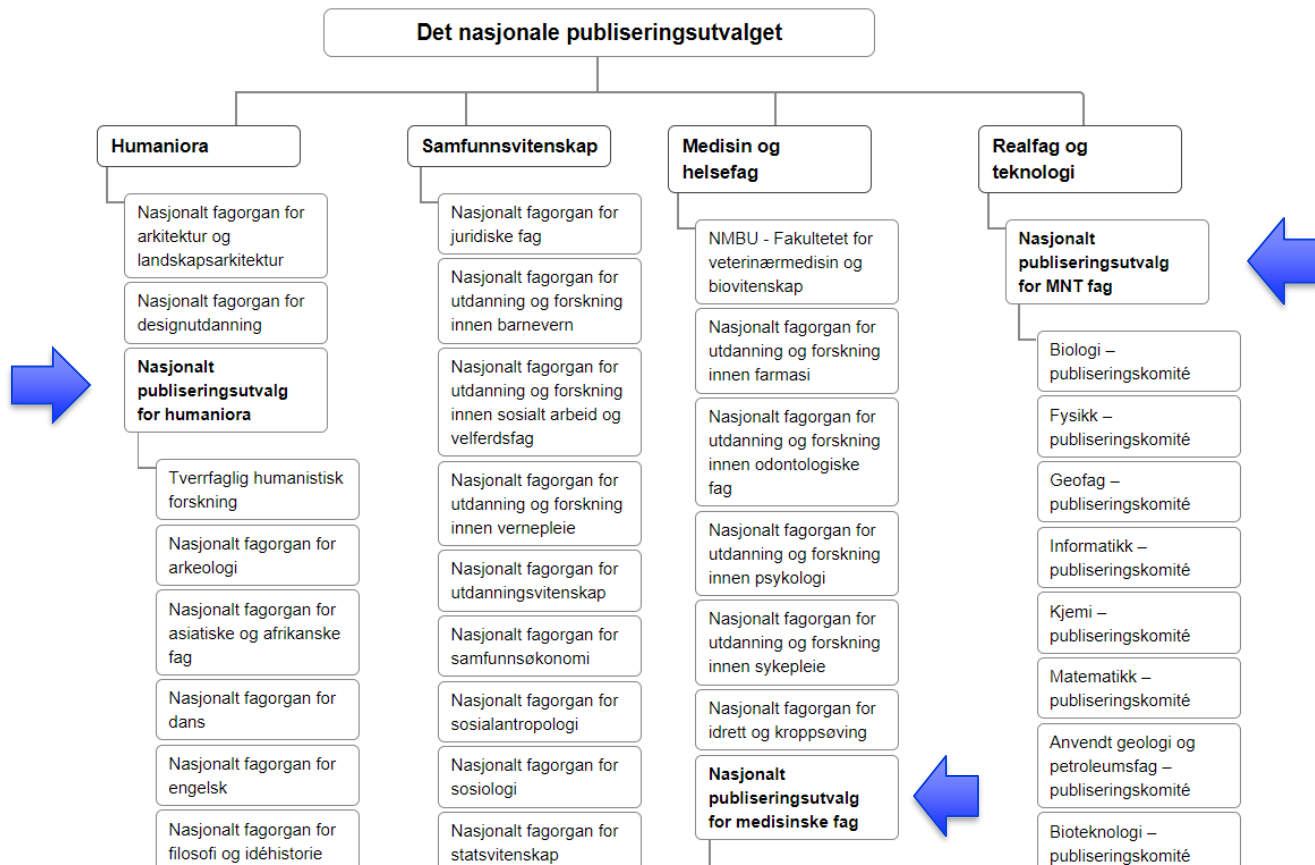 Det nasjonale publiseringsutvalget
Humaniora
Nasjonalt fagorgan for
arkitektur og
landskapsarkitektur
Nasjonalt fagorgan for
designutdanning
Nasjonalt
publiseringsutvalg
for humaniora
Tverrfaglig humanistisk
forskning
Nasjonalt fagorgan for
arkeologi
Nasjonalt fagorgan for
asiatiske og afrikanske
fag
Nasjonalt fagorgan for
dans
Nasjonalt fagorgan for
engelsk
Nasjonalt fagorgan for
filosofi og idéhistorie
Samfunnsvitenskap
Nasjonalt fagorgan for
juridiske fag
Nasjonalt fagorgan for
utdanning og forskning
innen barnevern
Nasjonalt fagorgan for
utdanning og forskning
innen sosialt arbeid og
velferdsfag
Nasjonalt fagorgan for
utdanning og forskning
innen vernepleie
Nasjonalt fagorgan for
utdanningsvitenskap
Nasjonalt fagorgan for
samfunnsøkonomi
Nasjonalt fagorgan for
sosialantropologi
Nasjonalt fagorgan for
sosiologi
Nasjonalt fagorgan for
statsvitenskap
Medisin og
helsefag
NMBU - Fakultetet for
veterinærmedisin og
biovitenskap
Nasjonalt fagorgan for
utdanning og forskning
innen farmasi
Nasjonalt fagorgan for
utdanning og forskning
innen odontologiske
fag
Nasjonalt fagorgan for
utdanning og forskning
innen psykologi
Nasjonalt fagorgan for
utdanning og forskning
innen sykepleie
Nasjonalt fagorgan for
idrett og kroppsøving
Nasjonalt
publiseringsutvalg
for medisinske fag
Realfag og
teknologi
Nasjonalt
publiseringsutvalg
for MNT fag
Biologi –
publiseringskomité
Fysikk –
publiseringskomité
Geofag –
publiseringskomité
Informatikk –
publiseringskomité
Kjemi –
publiseringskomité
Matematikk –
publiseringskomité
Anvendt geologi og
petroleumsfag –
publiseringskomité
Bioteknologi –
publiseringskomité